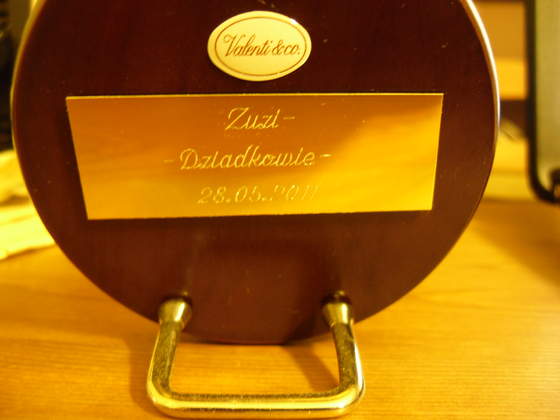 Valenti & co.
Zuzi-
-Dziadkowie-
28.05.2011